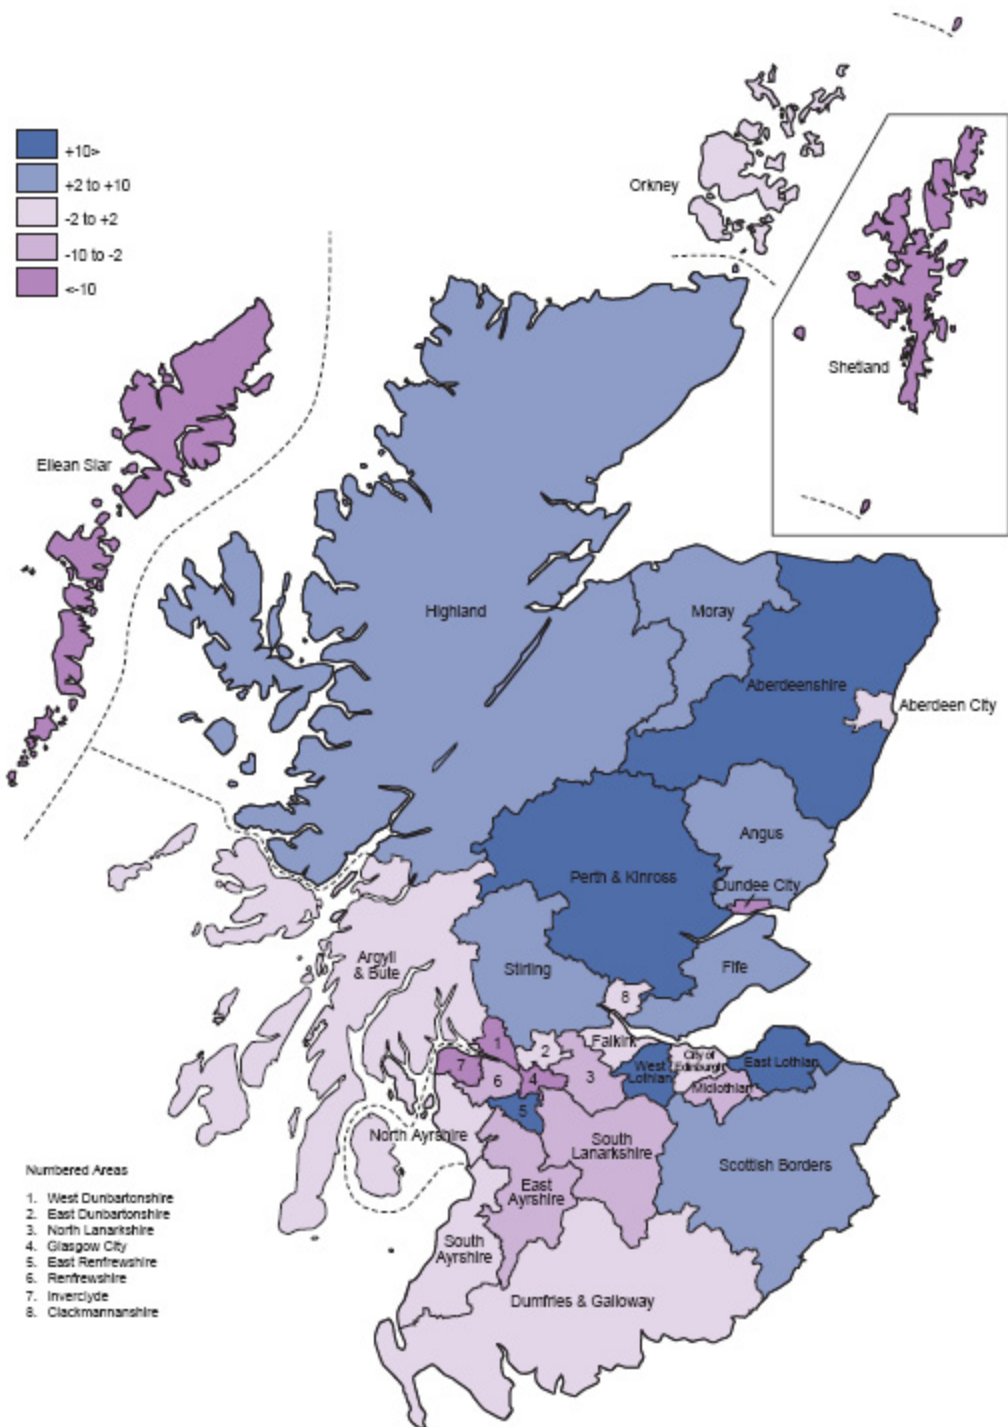 +10>
+2 to +10
-2 to +2
-10 to -2
<-10
Orkney
Shetland
Eilean Siar
Highland
Moray
Aberdeenshire
Aberdeen City
Angus
Perth & Kinross
Dundee City
Argyll
& Bute
Stirling
Fife
8
1
2
Falkirk
7
6
4
3
West
Lothian
City of
Edinburgh
East Lothian
Midlothian
5
North Ayrshire
South
Lanarkshire
Scottish Borders
East
Ayrshire
South
Ayrshire
Dumfries & Galloway
Numbered Areas
1. West Dunbartonshire
2. East Dunbartonshire
3. North Lanarkshire
4. Glasgow City
5. East Renfrewshire
6. Renfrewshire
7. Inverclyde
8. Clackmannanshire